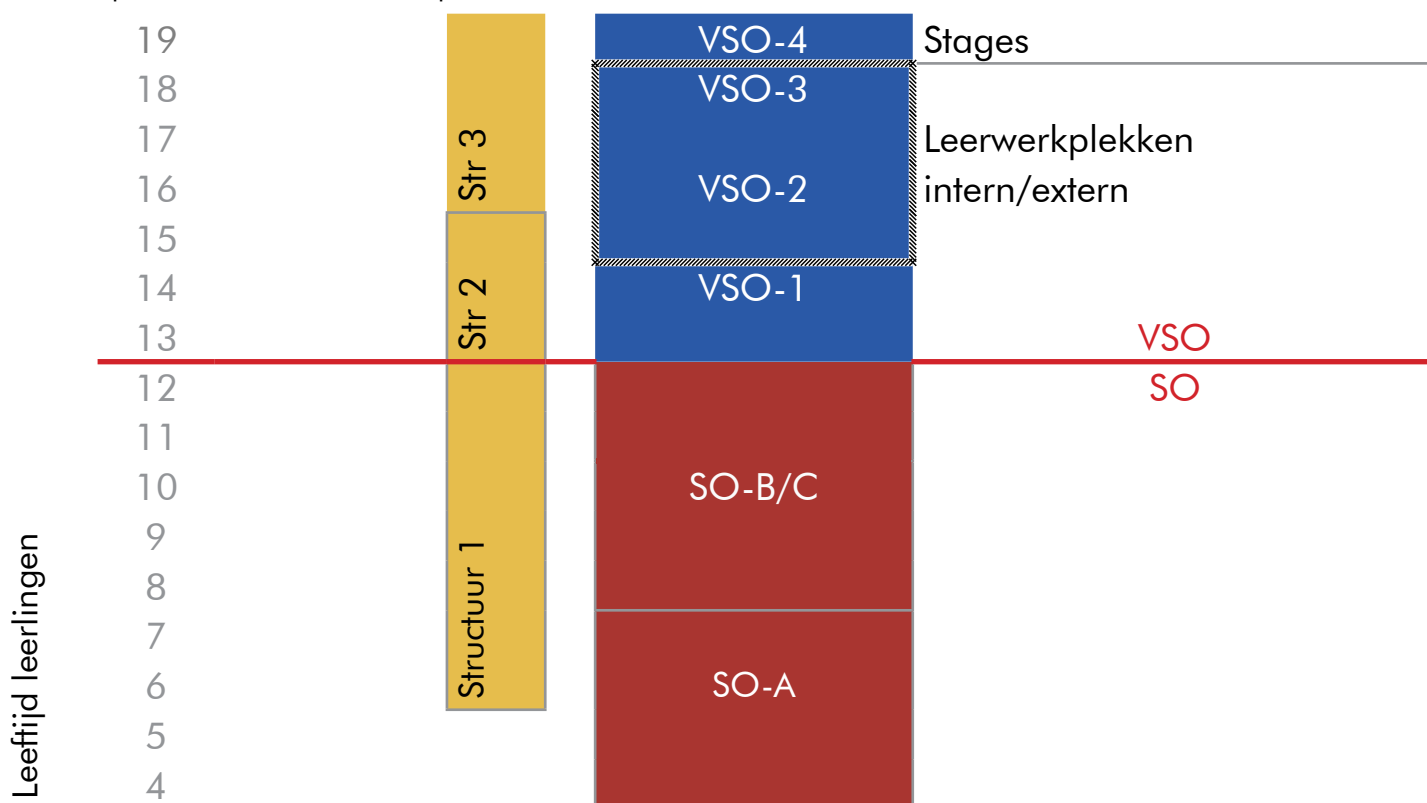 19 VSO-4 Stages
18 VSO-3
17 Leerwerkplekken
16 VSO-2 intern/extern
15
14 VSO-1
13 VSO
12 SO
11
10 SO-B/C
9
8
7
6 SO-A
5
4
Str 3
Str 2
Structuur 1
Leeftijd leerlingen